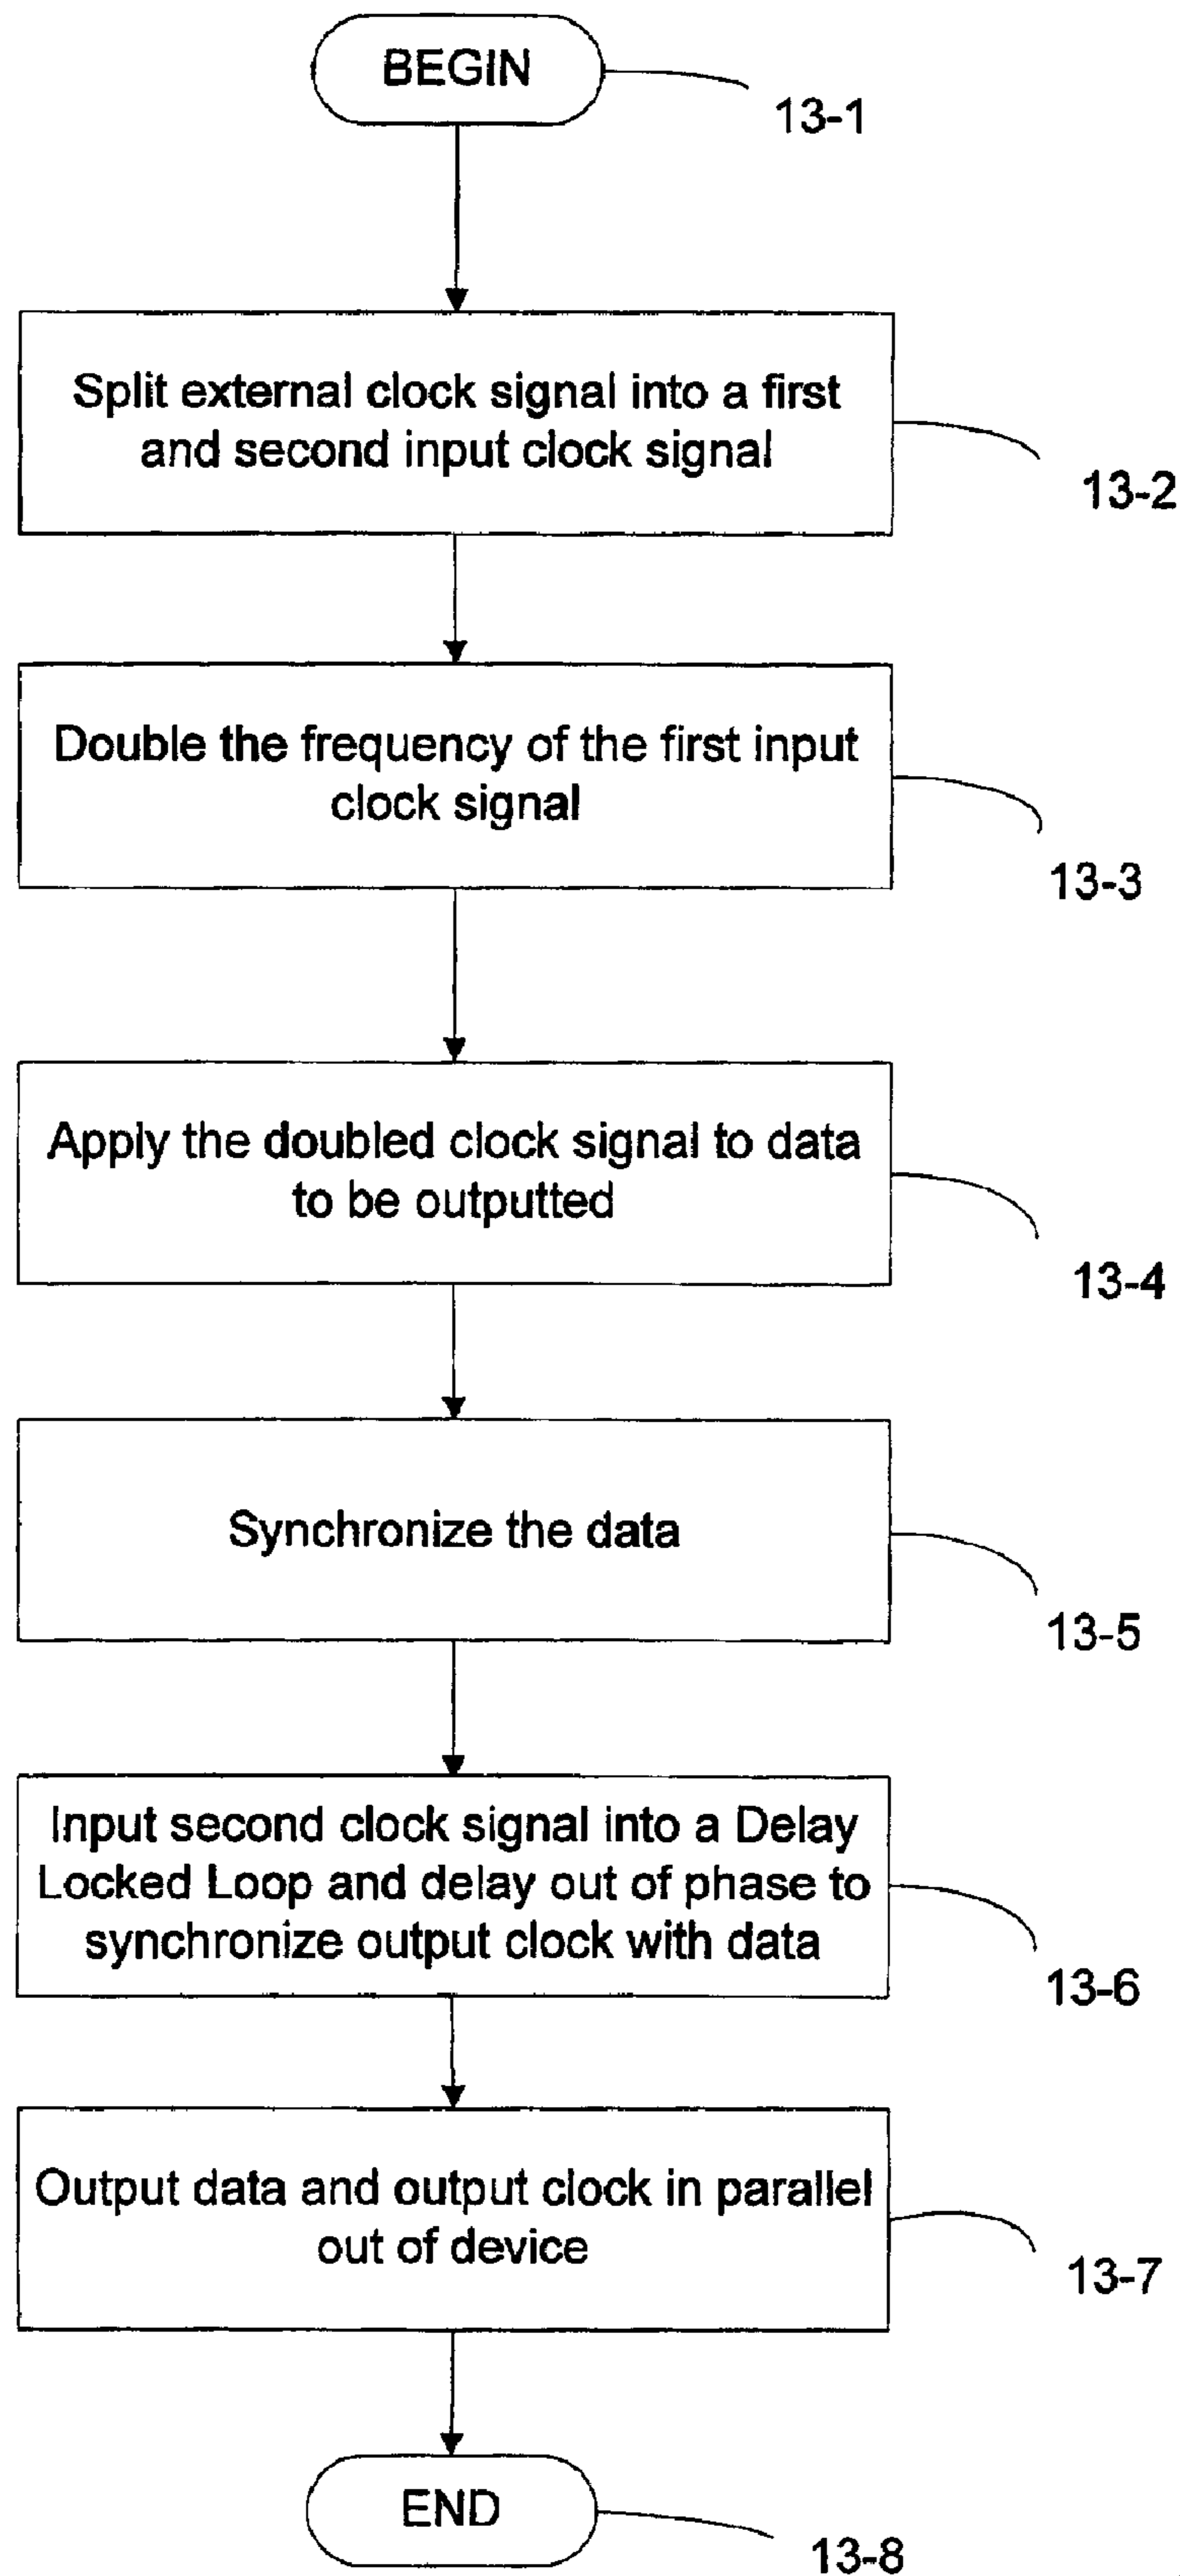 BEGIN
13-1
Split external clock signal into a first
and second input clock signal
13-2
Double the frequency of the first input
clock signal
13-3
Apply the doubled clock signal to data
to be outputted
13-4
Synchronize the data
13-5
Input second clock signal into a Delay
Locked Loop and delay out of phase to
synchronize output clock with data
13-6
Output data and output clock in parallel
out of device
13-7
END
13-8